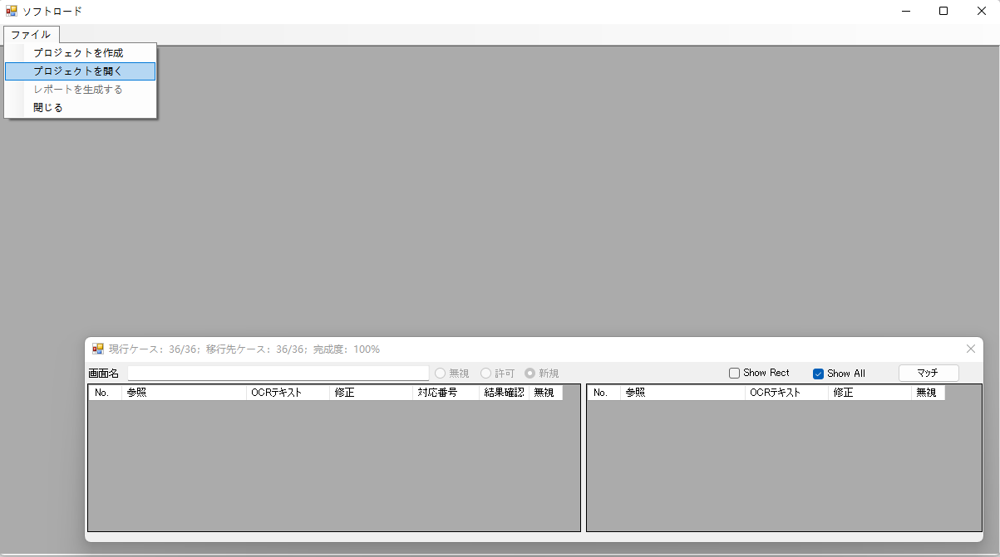 ソフトロード
ファイル
プロジェクトを作成
プロジェクトを開く
レポートを生成する
閉じる
現行ケース: 36/36; 移行先ケース: 36/36; 完成度: 100%
画面名 無視 許可 新規 Show Rect Show All マッチ
No. 参照 OCRテキスト 修正 対応番号 結果確認 無視 No. 参照 OCRテキスト 修正 無視